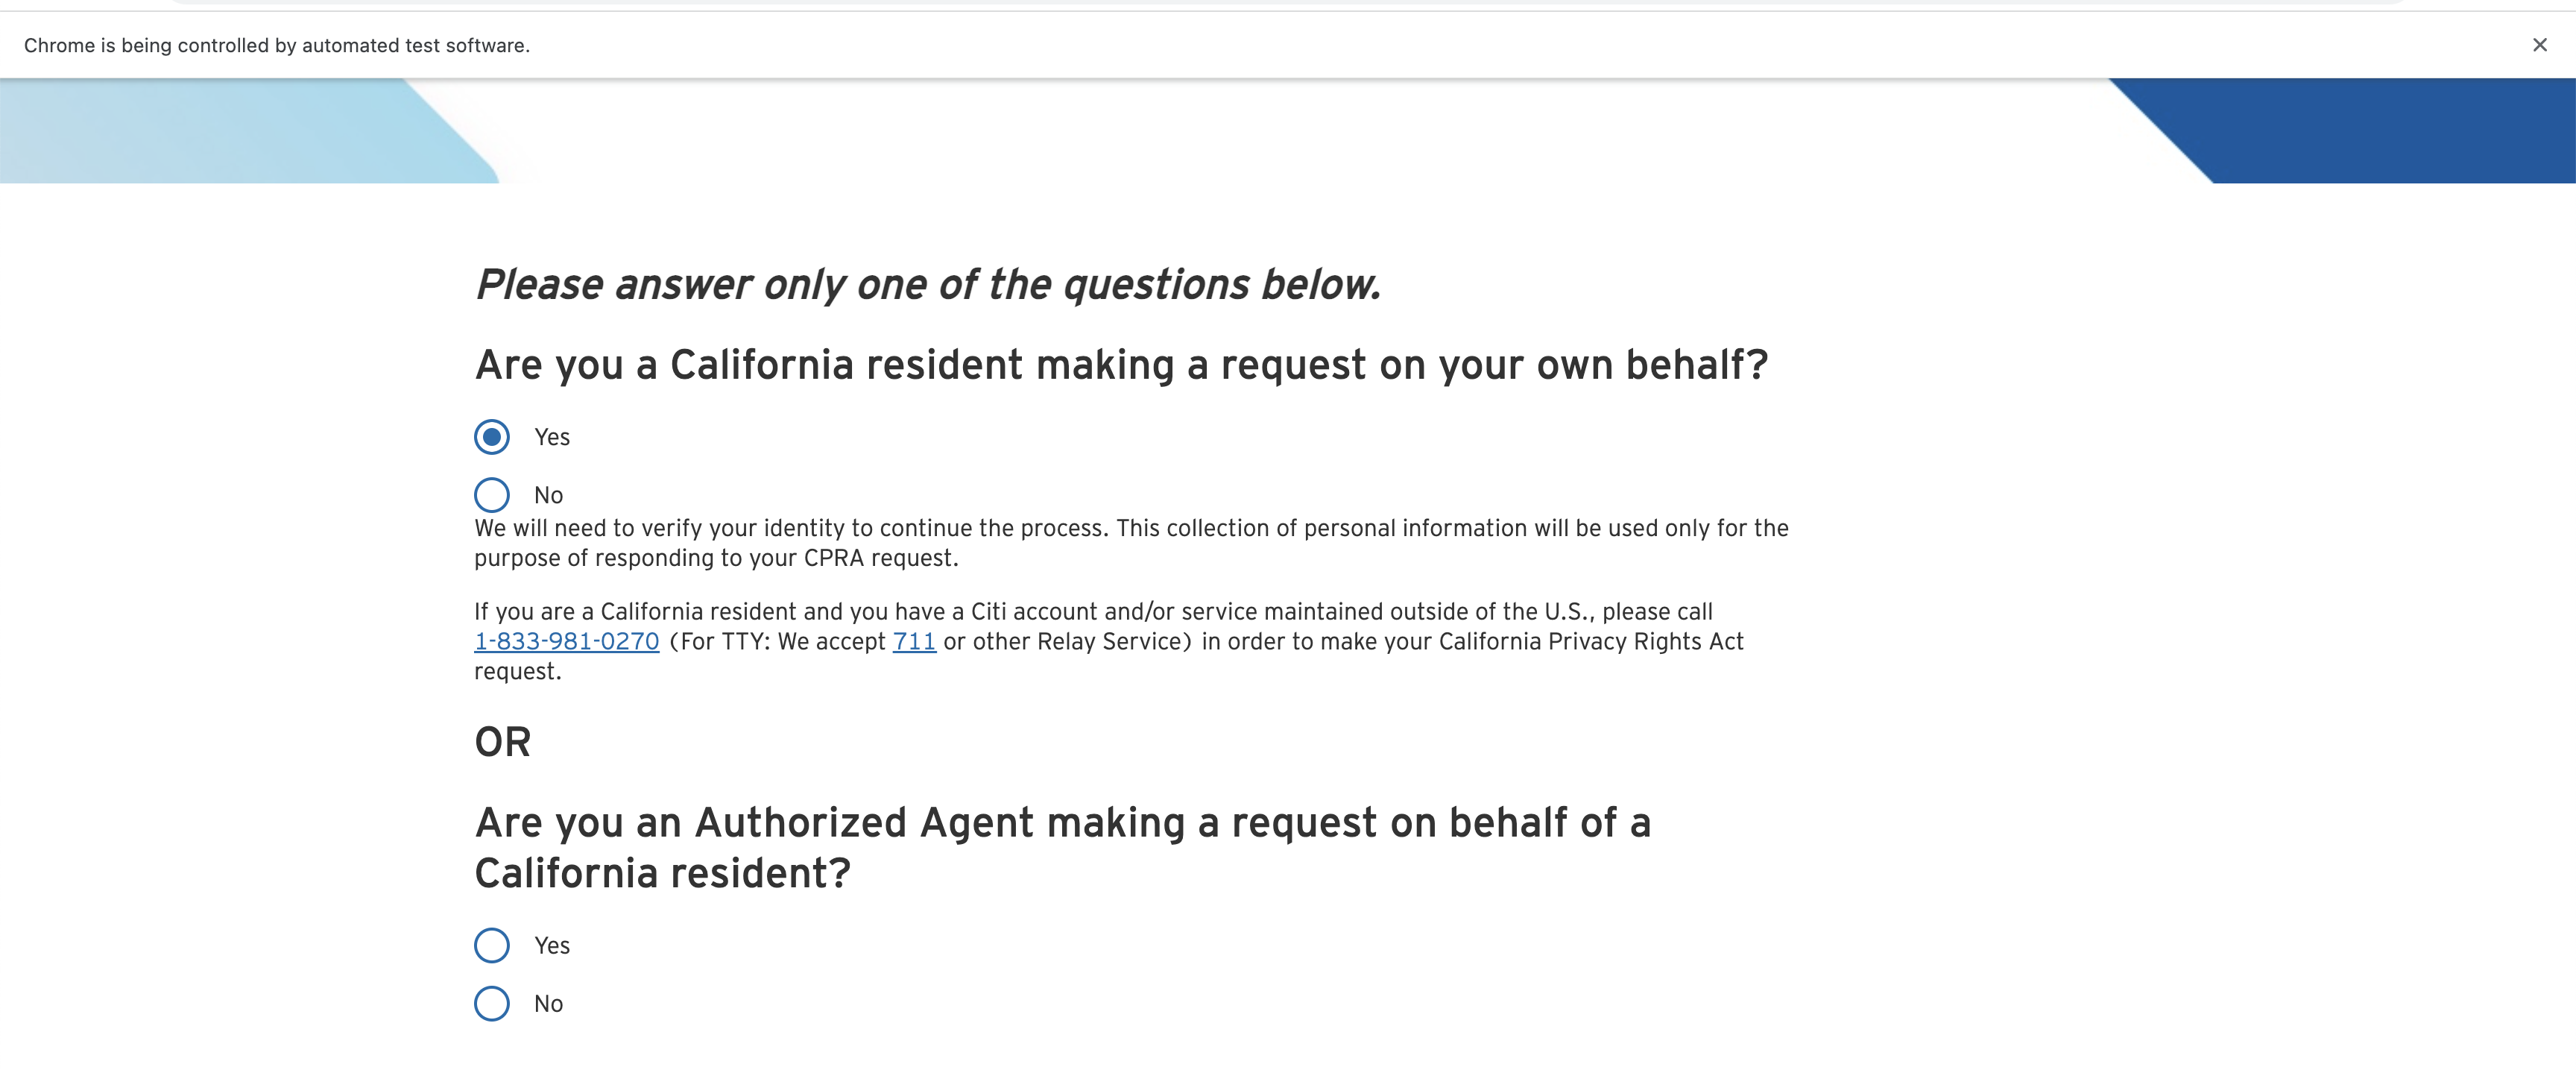 Chrome is being controlled by automated test software.
Please answer only one of the questions below.
Are you a California resident making a request on your own behalf?
Yes
No
We will need to verify your identity to continue the process. This collection of personal information will be used only for the
purpose of responding to your CPRA request.
If you are a California resident and you have a Citi account and/or service maintained outside of the U.S., please call
1-833-981-0270 (For TTY: We accept 711 or other Relay Service) in order to make your California Privacy Rights Act
request.
OR
Are you an Authorized Agent making a request on behalf of a
California resident?
Yes
No